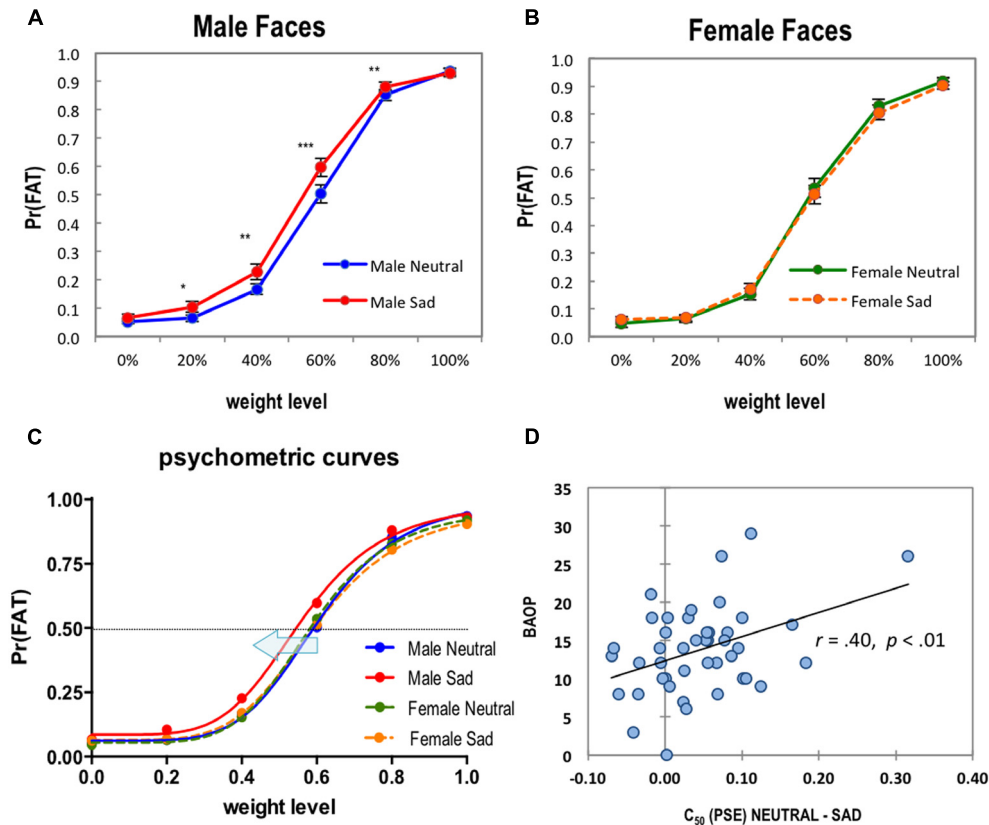 A
Male Faces
Pr(FAT)
1.0
0.9
0.8
0.7
0.6
0.5
0.4
0.3
0.2
0.1
0.0
*
**
***
**
Male Neutral
Male Sad
0% 20% 40% 60% 80% 100%
weight level
B
Female Faces
Pr(FAT)
1.0
0.9
0.8
0.7
0.6
0.5
0.4
0.3
0.2
0.1
0.0
Female Neutral
Female Sad
0% 20% 40% 60% 80% 100%
weight level
C
psychometric curves
Pr(FAT)
1.00
0.75
0.50
0.25
0.00
Male Neutral
Male Sad
Female Neutral
Female Sad
0.0 0.2 0.4 0.6 0.8 1.0
weight level
D
BAOP
35
30
25
20
15
10
5
0
r = .40, p < .01
-0.10 0.00 0.10 0.20 0.30 0.40
C50 (PSE) NEUTRAL - SAD